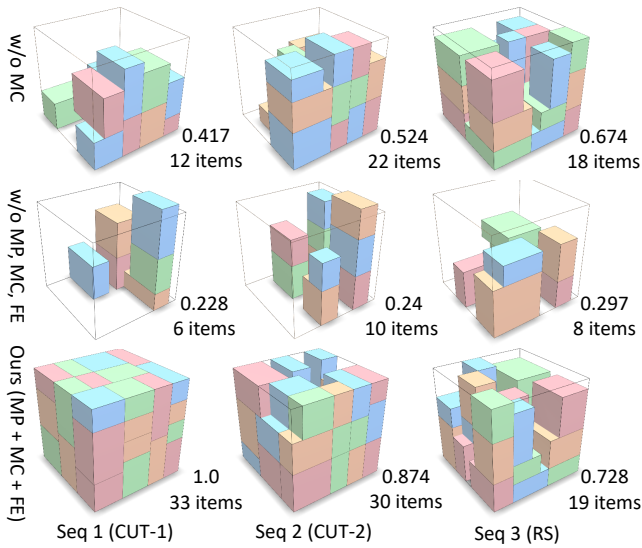 w/o MC
0.417
12 items
0.524
22 items
0.674
18 items
w/o MP, MC, FE
0.228
6 items
0.24
10 items
0.297
8 items
Ours (MP + MC + FE)
1.0
33 items
0.874
30 items
0.728
19 items
Seq 1 (CUT-1)
Seq 2 (CUT-2)
Seq 3 (RS)